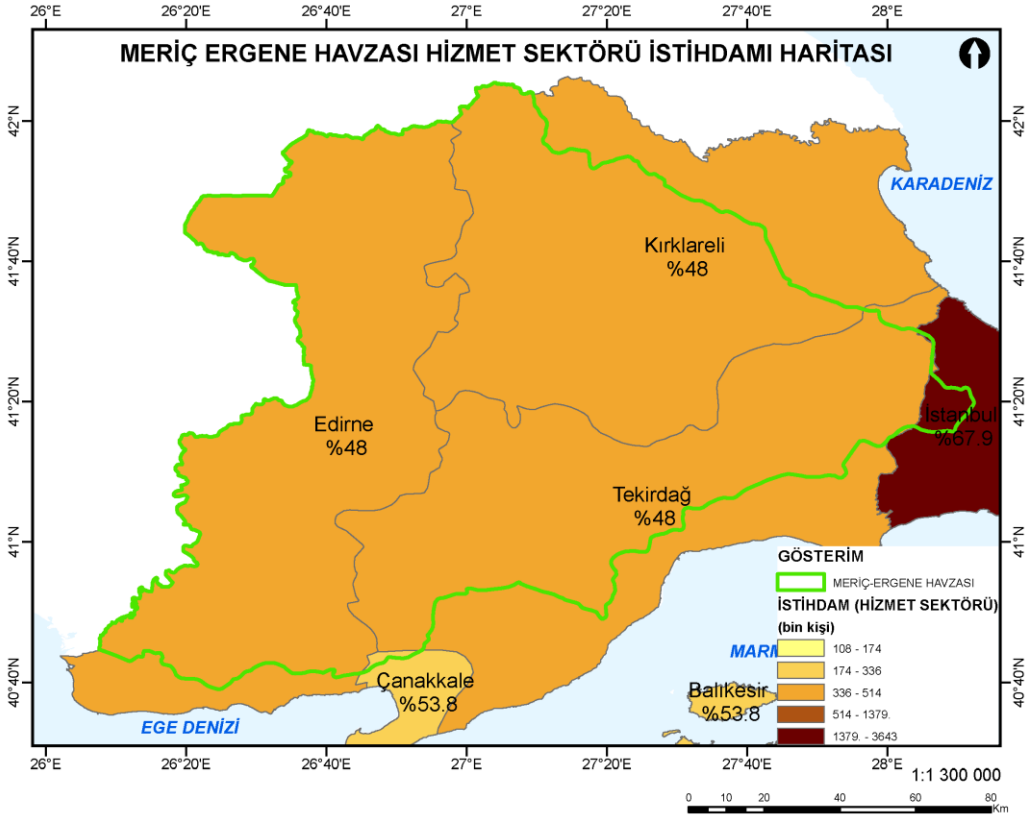 26°E 26°20'E 26°40'E 27°E 27°20'E 27°40'E 28°E
MERİÇ ERGENE HAVZASI HİZMET SEKTÖRÜ İSTİHDAMI HARİTASI
42°N 42°N
KARADENİZ
Kırklareli
%48
41°40'N 41°40'N
41°20'N 41°20'N
Edirne
%48
İstanbul
%67.9
Tekirdağ
%48
41°N 41°N
GÖSTERİM
MERİÇ-ERGENE HAVZASI
İSTİHDAM (HİZMET SEKTÖRÜ)
(bin kişi)
108 - 174
174 - 336
336 - 514
514 - 1379.
1379. - 3643
MARM
40°40'N 40°40'N
Çanakkale
%53.8
Balıkesir
%53.8
EGE DENİZİ
26°E 26°20'E 26°40'E 27°E 27°20'E 27°40'E 28°E
1:1 300 000
0 10 20 40 60 80
Km